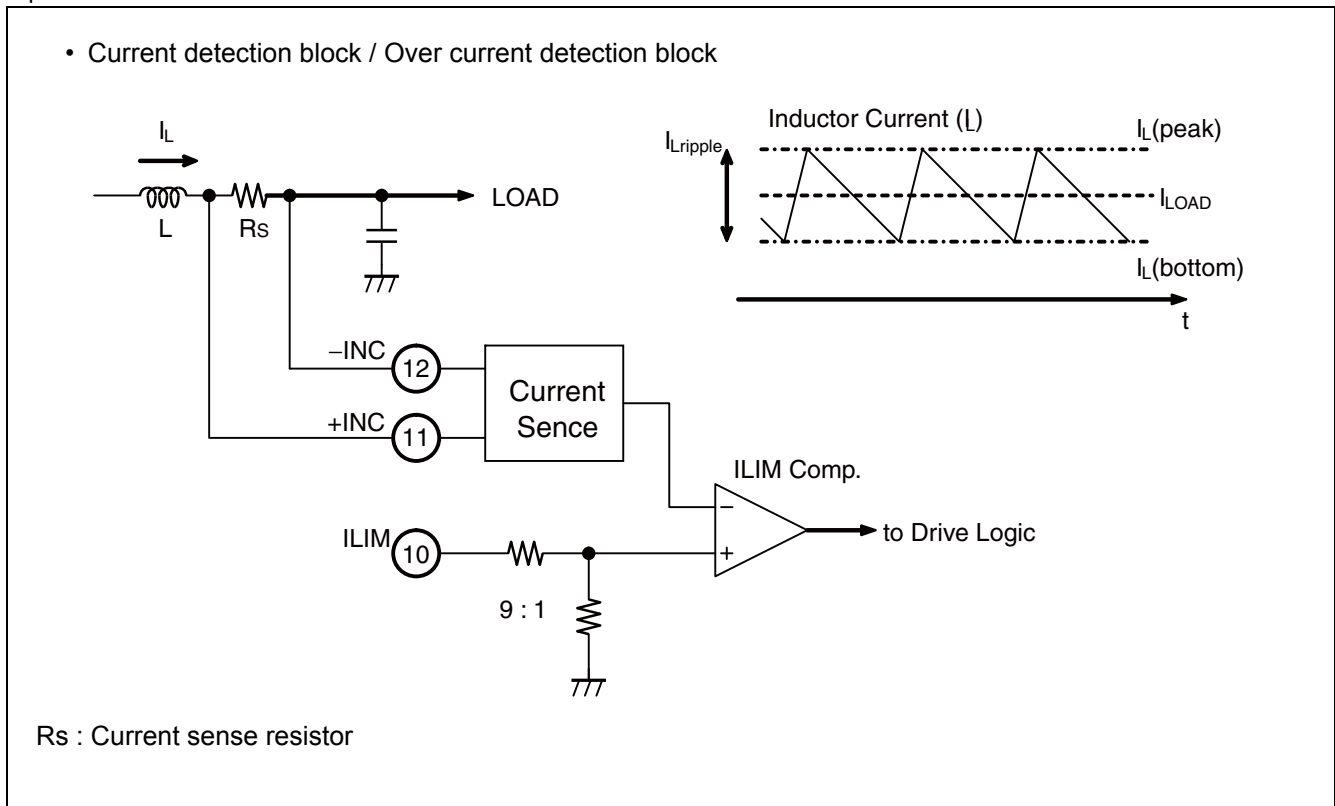 • Current detection block / Over current detection block
Inductor Current (IL)
IL
ILripple
IL(peak)
ILOAD
IL(bottom)
t
LOAD
L
Rs
−INC
12
+INC
11
Current
Sence
ILIM Comp.
−
+
to Drive Logic
ILIM
10
9 : 1
Rs : Current sense resistor